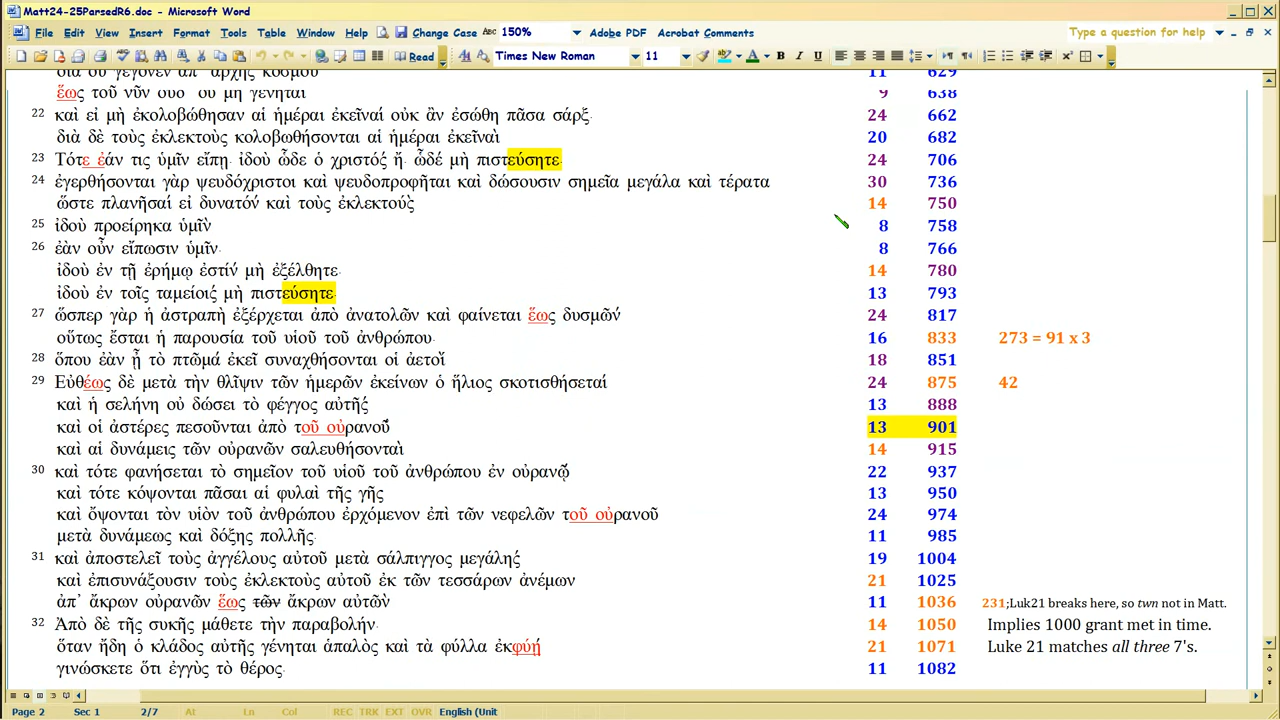 Matt24-25ParsedR6.doc - Microsoft Word
File Edit View Insert Format Tools Table Window Help Change Case 150% Adobe PDF Acrobat Comments Type a question for help
Read Times New Roman 11 B I U
διὰ οὐ γέγονεν ἀπ᾽ ἀρχῆς κόσμου 11 629
ἕως τοῦ νῦν οὐδ οὐ μὴ γένηται 9 638
22 καὶ εἰ μὴ ἐκολοβώθησαν αἱ ἡμέραι ἐκεῖναί οὐκ ἂν ἐσώθη πᾶσα σάρξ 24 662
διὰ δὲ τοὺς ἐκλεκτοὺς κολοβωθήσονται αἱ ἡμέραι ἐκεῖναὶ 20 682
23 Τότε ἐάν τις ὑμῖν εἴπῃ ἰδοὺ ὧδε ὁ χριστός ἤ ὧδέ μὴ πιστεύσητε 24 706
24 ἐγερθήσονται γὰρ ψευδόχριστοι καὶ ψευδοπροφῆται καὶ δώσουσιν σημεῖα μεγάλα καὶ τέρατα 30 736
ὥστε πλανῆσαί εἰ δυνατόν καὶ τοὺς ἐκλεκτούς 14 750
25 ἰδοὺ προείρηκα ὑμῖν 8 758
26 ἐὰν οὖν εἴπωσιν ὑμῖν· 8 766
ἰδοὺ ἐν τῇ ἐρήμῳ ἐστίν μὴ ἐξέλθητε· 14 780
ἰδοὺ ἐν τοῖς ταμείοις μὴ πιστεύσητε· 13 793
27 ὥσπερ γὰρ ἡ ἀστραπὴ ἐξέρχεται ἀπὸ ἀνατολῶν καὶ φαίνεται ἕως δυσμῶν 24 817
οὕτως ἔσται ἡ παρουσία τοῦ υἱοῦ τοῦ ἀνθρώπου· 16 833 273 = 91 x 3
28 ὅπου ἐὰν ᾖ τὸ πτῶμά ἐκεῖ συναχθήσονται οἱ ἀετοί 18 851
29 Εὐθέως δὲ μετὰ τὴν θλῖψιν τῶν ἡμερῶν ἐκείνων ὁ ἥλιος σκοτισθήσεταί 24 875 42
καὶ ἡ σελήνη οὐ δώσει τὸ φέγγος αὐτῆς 13 888
καὶ οἱ ἀστέρες πεσοῦνται ἀπὸ τοῦ οὐρανοῦ 13 901
καὶ αἱ δυνάμεις τῶν οὐρανῶν σαλευθήσονταὶ 14 915
30 καὶ τότε φανήσεται τὸ σημεῖον τοῦ υἱοῦ τοῦ ἀνθρώπου ἐν οὐρανῷ 22 937
καὶ τότε κόψονται πᾶσαι αἱ φυλαὶ τῆς γῆς 13 950
καὶ ὄψονται τὸν υἱὸν τοῦ ἀνθρώπου ἐρχόμενον ἐπὶ τῶν νεφελῶν τοῦ οὐρανοῦ 24 974
μετὰ δυνάμεως καὶ δόξης πολλῆς· 11 985
31 καὶ ἀποστελεῖ τοὺς ἀγγέλους αὐτοῦ μετὰ σάλπιγγος μεγάλης 19 1004
καὶ ἐπισυνάξουσιν τοὺς ἐκλεκτοὺς αὐτοῦ ἐκ τῶν τεσσάρων ἀνέμων 21 1025
ἀπ᾽ ἄκρων οὐρανῶν ἕως τῶν ἄκρων αὐτῶν 11 1036 231;Luk21 breaks here, so twn not in Matt.
32 Ἀπὸ δὲ τῆς συκῆς μάθετε τὴν παραβολήν· 14 1050 Implies 1000 grant met in time.
ὅταν ἤδη ὁ κλάδος αὐτῆς γένηται ἁπαλὸς καὶ τὰ φύλλα ἐκφύῃ 21 1071 Luke 21 matches all three 7's.
γινώσκετε ὅτι ἐγγὺς τὸ θέρος· 11 1082
Page 2 Sec 1 2/7 At Ln Col REC TRK EXT OVR English (Unit